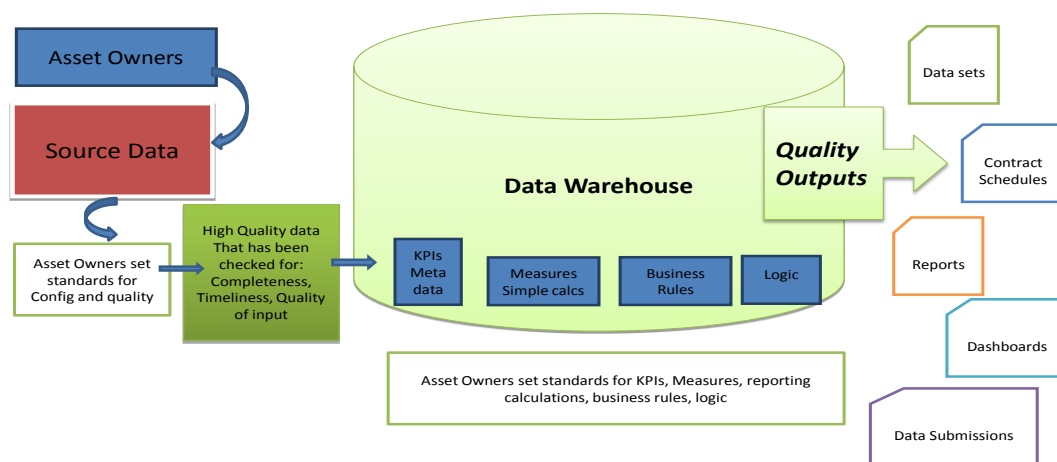 Asset Owners
Source Data
Asset Owners set
standards for
Config and quality
High Quality data
That has been
checked for:
Completeness,
Timeliness, Quality
of input
Data Warehouse
KPIs
Meta
data
Measures
Simple calcs
Business
Rules
Logic
Quality
Outputs
Asset Owners set standards for KPIs, Measures, reporting
calculations, business rules, logic
Data sets
Contract
Schedules
Reports
Dashboards
Data Submissions